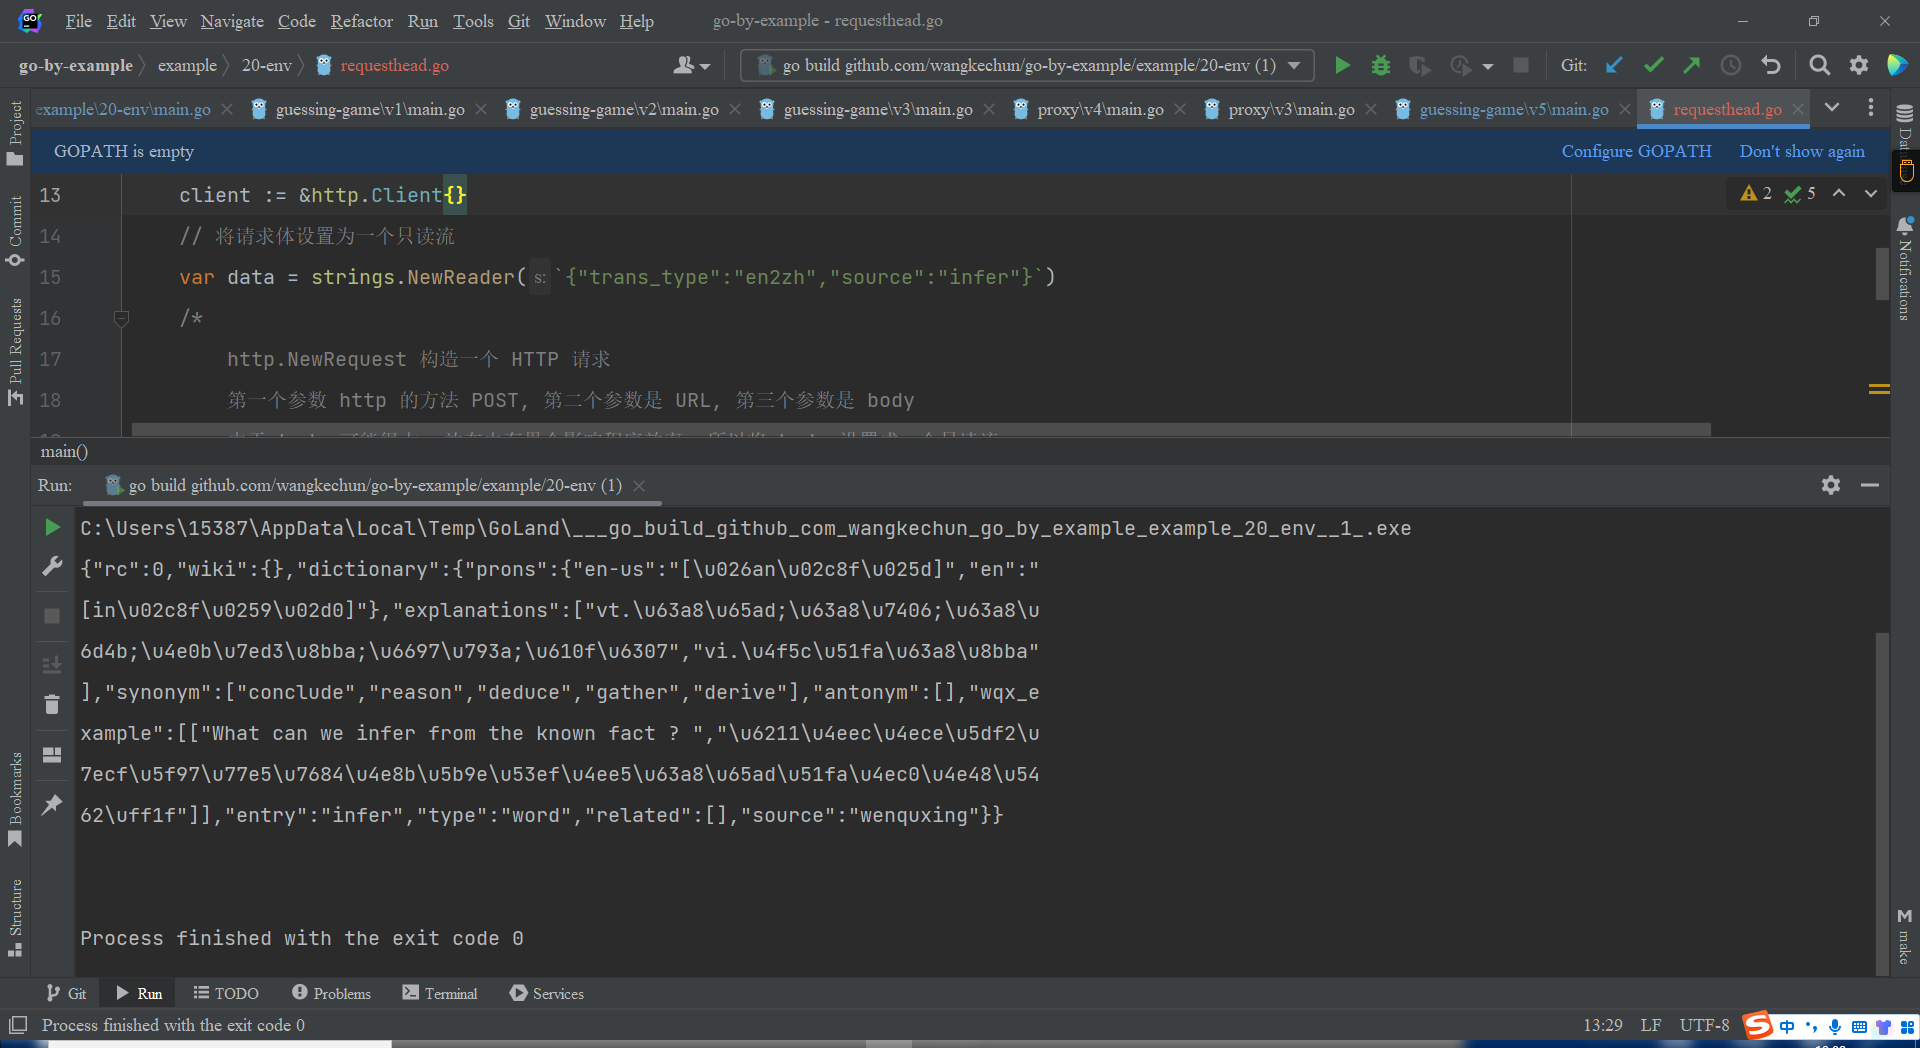 File Edit View Navigate Code Refactor Run Tools Git Window Help go-by-example - requesthead.go
go-by-example example 20-env requesthead.go go build github.com/wangkechun/go-by-example/example/20-env (1) Git:
example\20-env\main.go guessing-game\v1\main.go guessing-game\v2\main.go guessing-game\v3\main.go proxy\v4\main.go proxy\v3\main.go guessing-game\v5\main.go requesthead.go
GOPATH is empty Configure GOPATH Don't show again
Project
Commit
Pull Requests
Bookmarks
Structure
Notifications
make
2 5
13 client := &http.Client{}
14 // 将请求体设置为一个只读流
15 var data = strings.NewReader( s: `{"trans_type":"en2zh","source":"infer"}`)
16 /*
17 http.NewRequest 构造一个 HTTP 请求
18 第一个参数 http 的方法 POST, 第二个参数是 URL, 第三个参数是 body
main()
Run: go build github.com/wangkechun/go-by-example/example/20-env (1)
C:\Users\15387\AppData\Local\Temp\GoLand\___go_build_github_com_wangkechun_go_by_example_example_20_env__1_.exe
{"rc":0,"wiki":{},"dictionary":{"prons":{"en-us":"[\u026an\u02c8f\u025d]","en":"
[in\u02c8f\u0259\u02d0]"},"explanations":["vt.\u63a8\u65ad;\u63a8\u7406;\u63a8\u
6d4b;\u4e0b\u7ed3\u8bba;\u6697\u793a;\u610f\u6307","vi.\u4f5c\u51fa\u63a8\u8bba"
],"synonym":["conclude","reason","deduce","gather","derive"],"antonym":[],"wqx_e
xample":[["What can we infer from the known fact ? ","\u6211\u4eec\u4ece\u5df2\u
7ecf\u5f97\u77e5\u7684\u4e8b\u5b9e\u53ef\u4ee5\u63a8\u65ad\u51fa\u4ec0\u4e48\u54
62\uff1f"]],"entry":"infer","type":"word","related":[],"source":"wenquxing"}}
Process finished with the exit code 0
Git Run TODO Problems Terminal Services
Process finished with the exit code 0 13:29 LF UTF-8 中